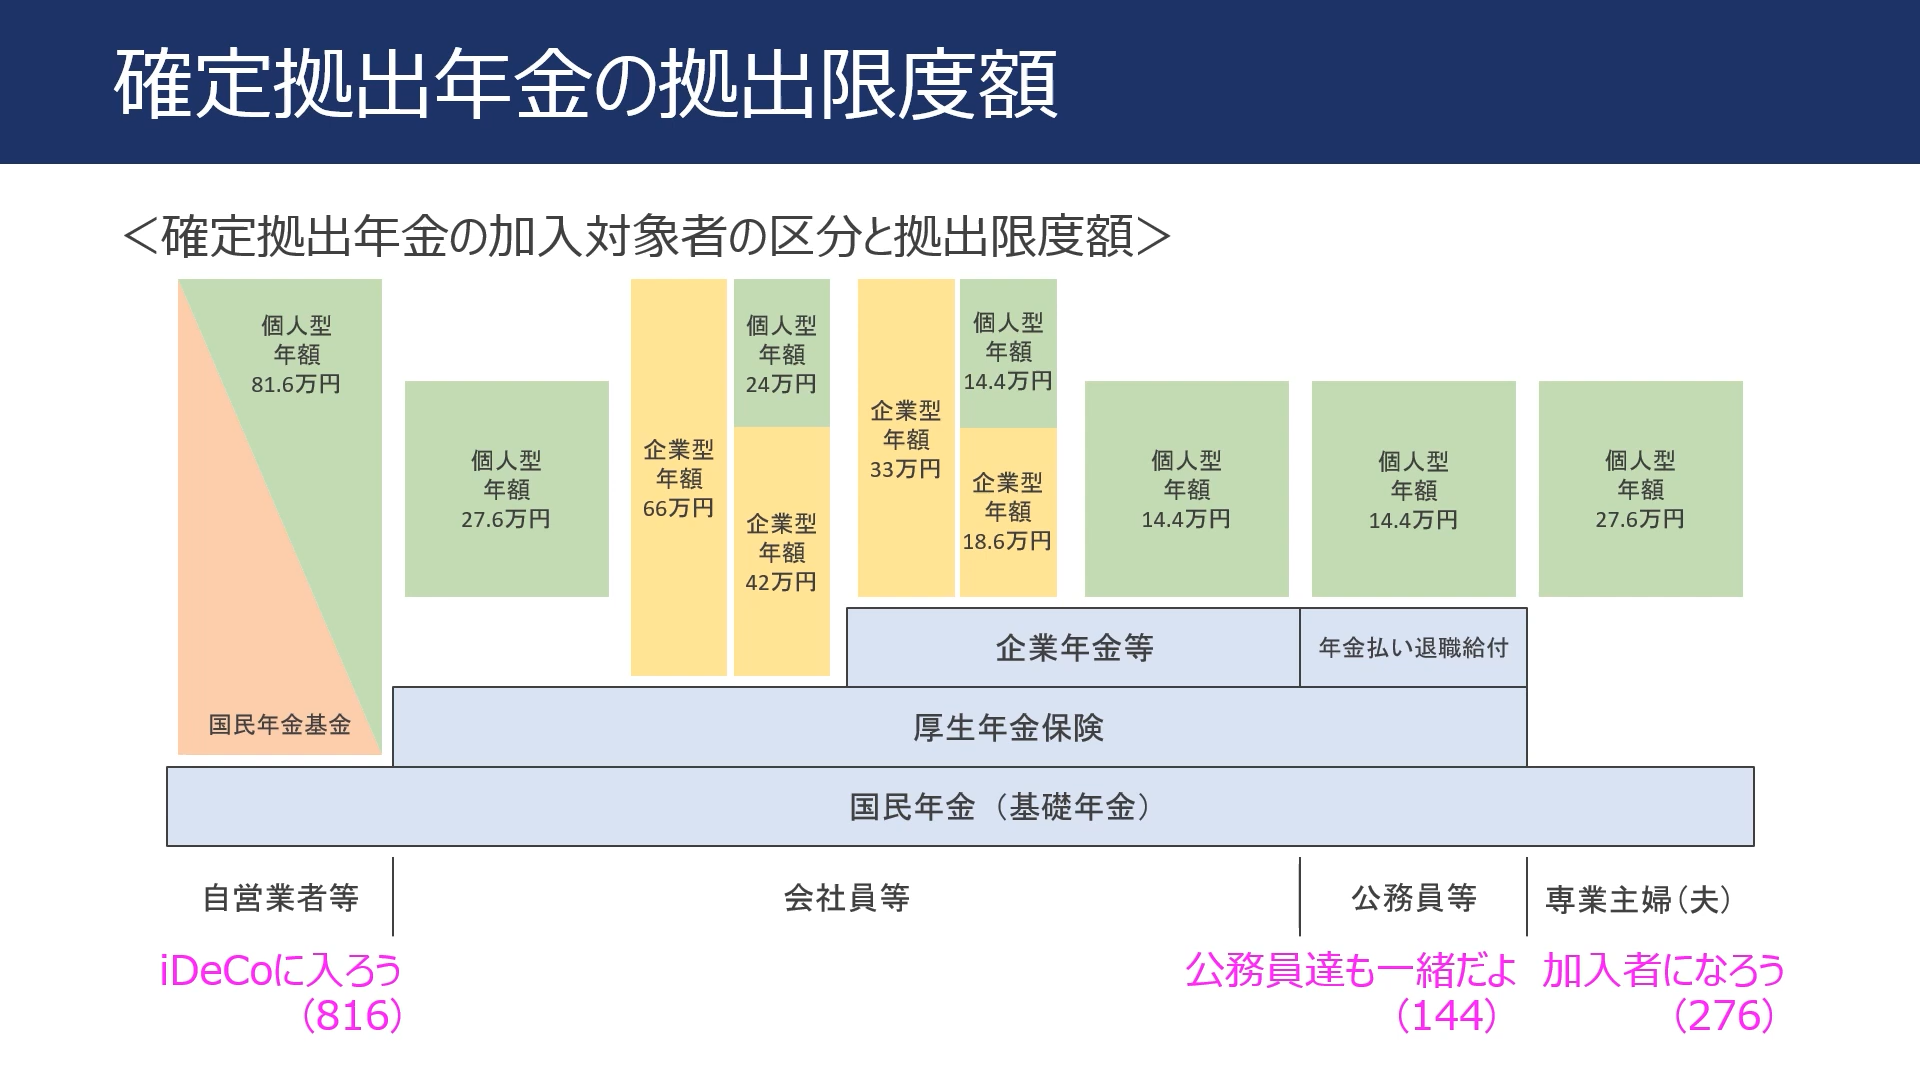 確定拠出年金の拠出限度額
＜確定拠出年金の加入対象者の区分と拠出限度額＞
個人型
年額
81.6万円
国民年金基金
個人型
年額
27.6万円
企業型
年額
66万円
個人型
年額
24万円
企業型
年額
42万円
企業型
年額
33万円
個人型
年額
14.4万円
企業型
年額
18.6万円
個人型
年額
14.4万円
個人型
年額
14.4万円
個人型
年額
27.6万円
企業年金等
年金払い退職給付
厚生年金保険
国民年金（基礎年金）
自営業者等
会社員等
公務員等
専業主婦（夫）
iDeCoに入ろう
（816）
公務員達も一緒だよ
（144）
加入者になろう
（276）